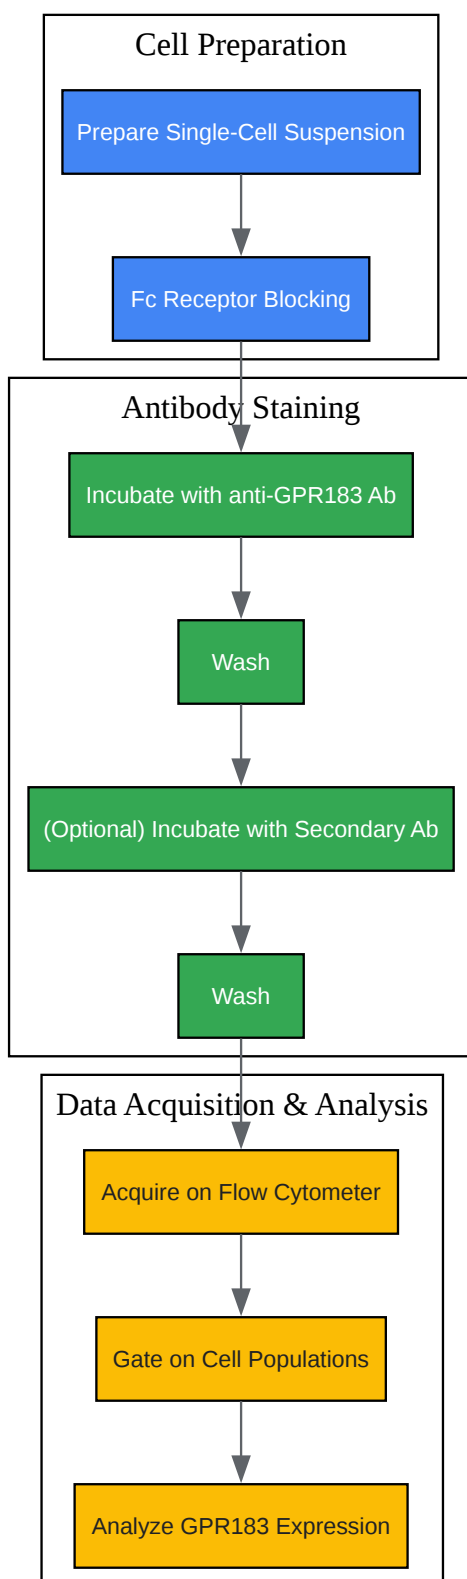 Cell Preparation
Prepare Single-Cell Suspension
Fc Receptor Blocking
Antibody Staining
Incubate with anti-GPR183 Ab
Wash
(Optional) Incubate with Secondary Ab
Wash
Data Acquisition & Analysis
Acquire on Flow Cytometer
Gate on Cell Populations
Analyze GPR183 Expression